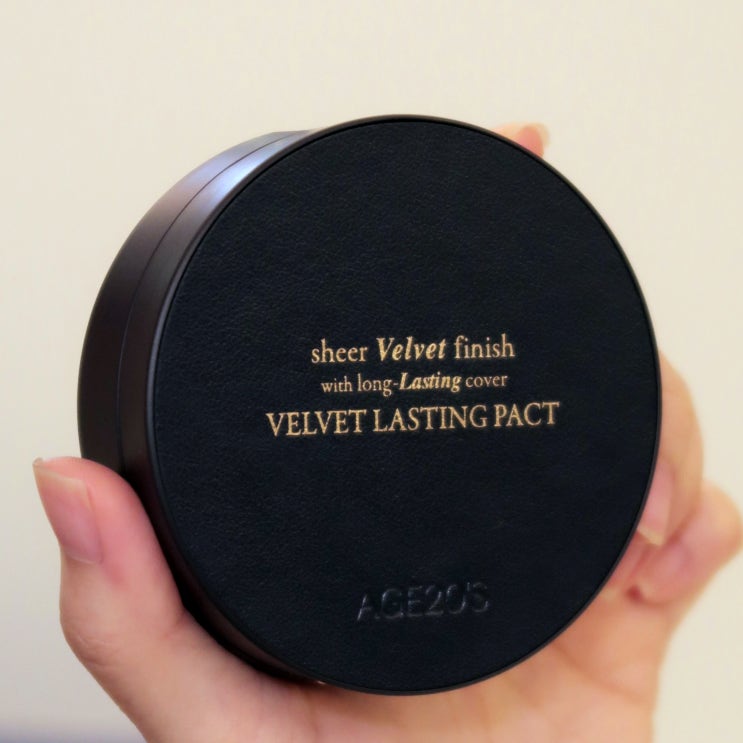 sheer Velvet finish
with long-Lasting cover
VELVET LASTING PACT
AGE20'S